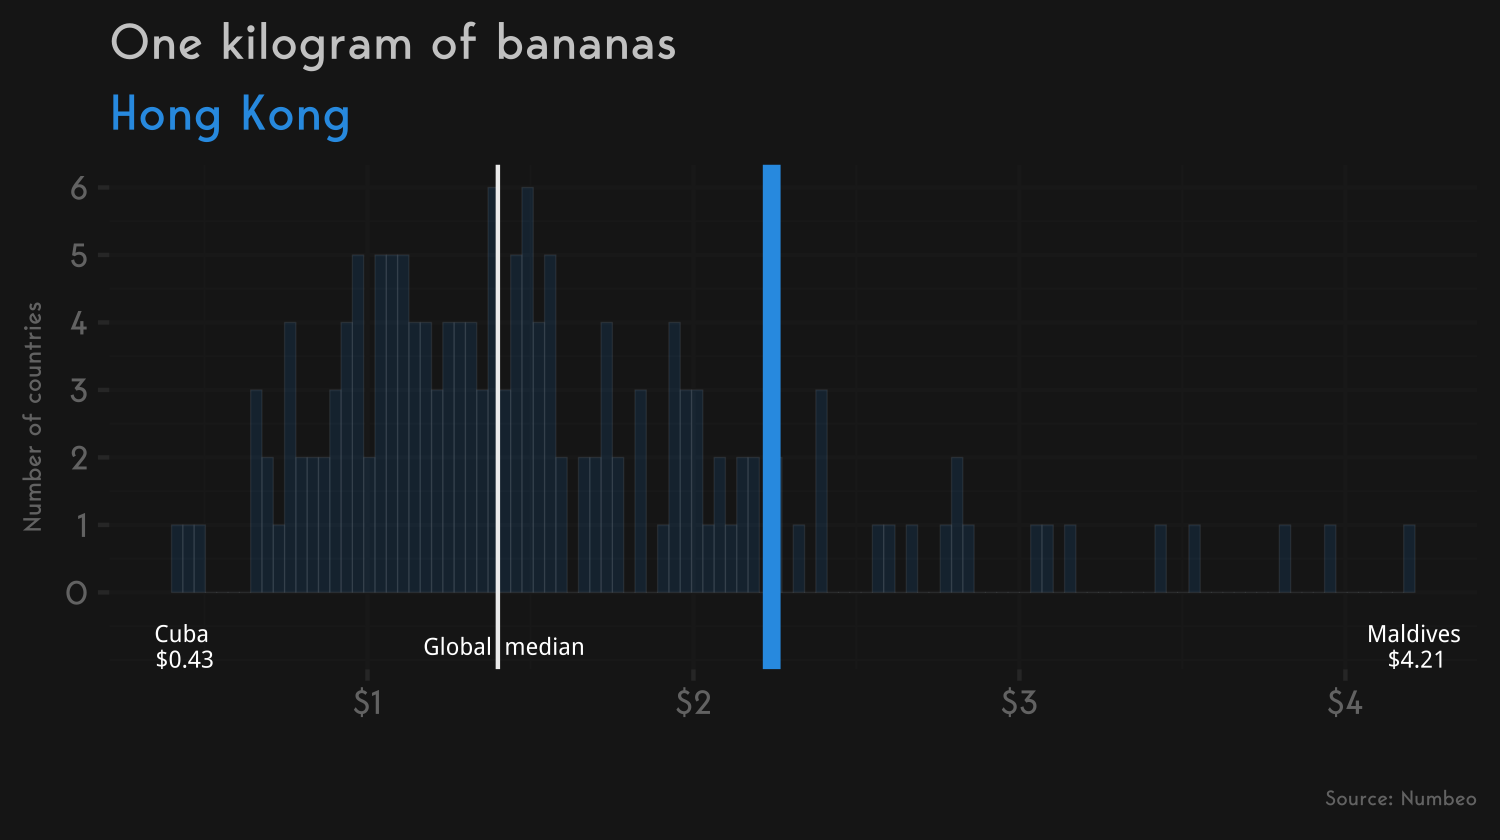 One kilogram of bananas
Hong Kong
Number of countries
6
5
4
3
2
1
0
Cuba
$0.43
Global median
Maldives
$4.21
$1
$2
$3
$4
Source: Numbeo